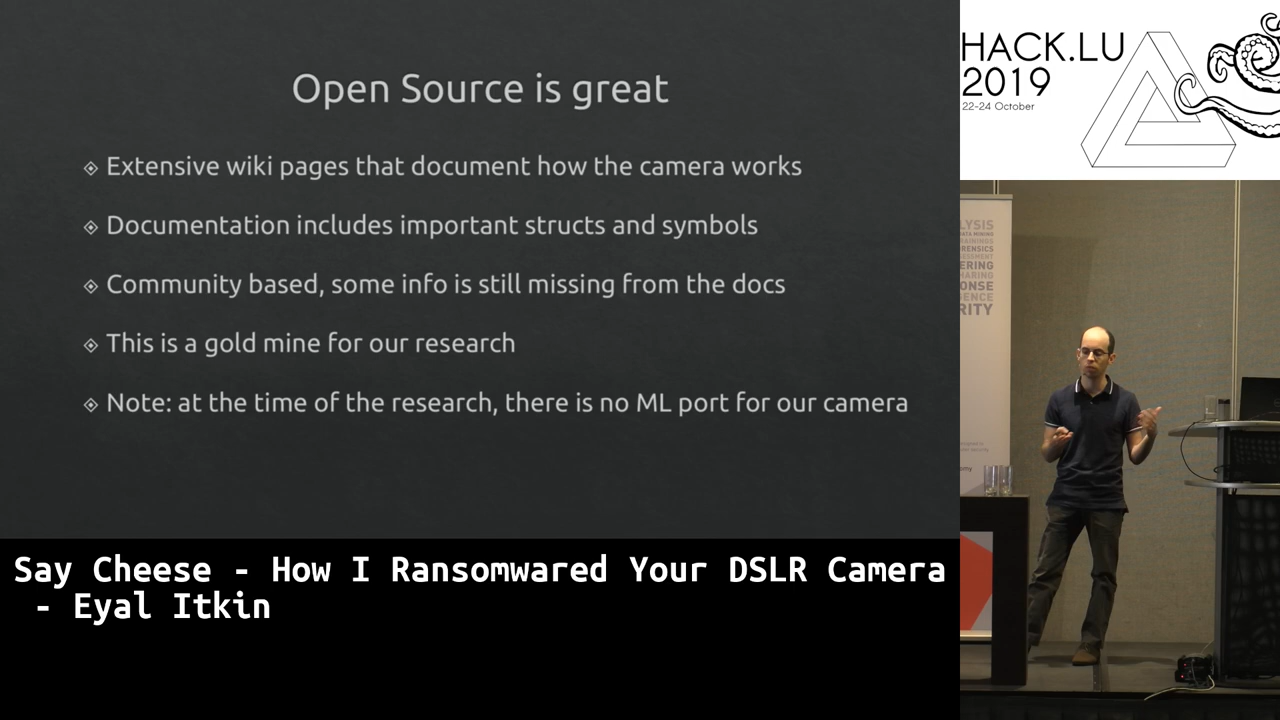 Open Source is great
Extensive wiki pages that document how the camera works
Documentation includes important structs and symbols
Community based, some info is still missing from the docs
This is a gold mine for our research
Note: at the time of the research, there is no ML port for our camera
Say Cheese - How I Ransomwared Your DSLR Camera
- Eyal Itkin
HACK.LU
2019
22-24 October